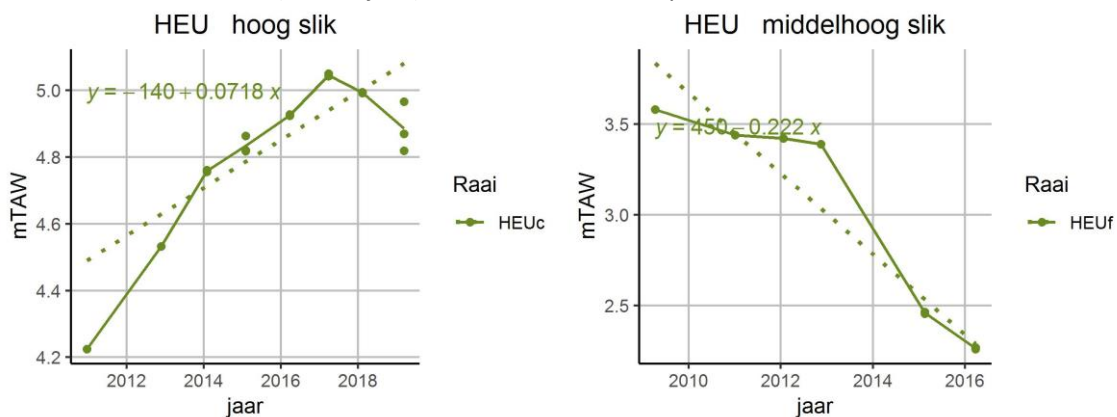 HEU hoog slik
y = −140 + 0.0718 x
5.0
4.8
4.6
4.4
4.2
mTAW
2012 2014 2016 2018
jaar
Raai
HEUc
HEU middelhoog slik
y = 450 − 0.222 x
3.5
3.0
2.5
mTAW
2010 2012 2014 2016
jaar
Raai
HEUf